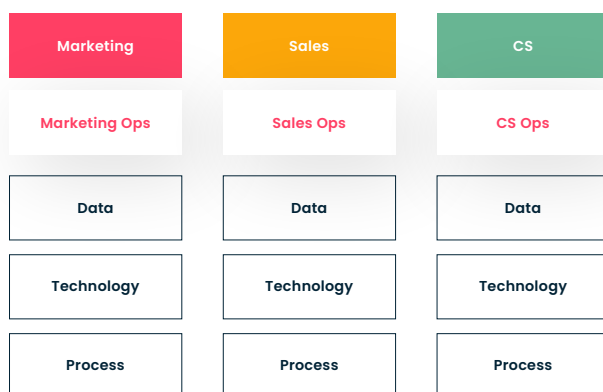 Marketing
Sales
CS
Marketing Ops
Sales Ops
CS Ops
Data
Data
Data
Technology
Technology
Technology
Process
Process
Process